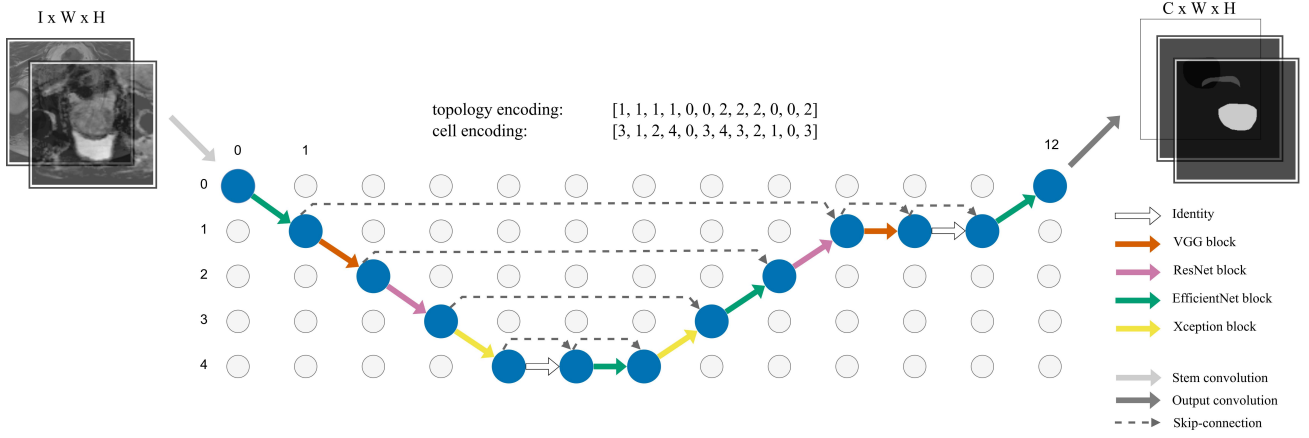 I x W x H
C x W x H
topology encoding: [1, 1, 1, 1, 0, 0, 2, 2, 2, 0, 0, 2]
cell encoding: [3, 1, 2, 4, 0, 3, 4, 3, 2, 1, 0, 3]
0 1 12
0
1
2
3
4
Identity
VGG block
ResNet block
EfficientNet block
Xception block
Stem convolution
Output convolution
Skip-connection